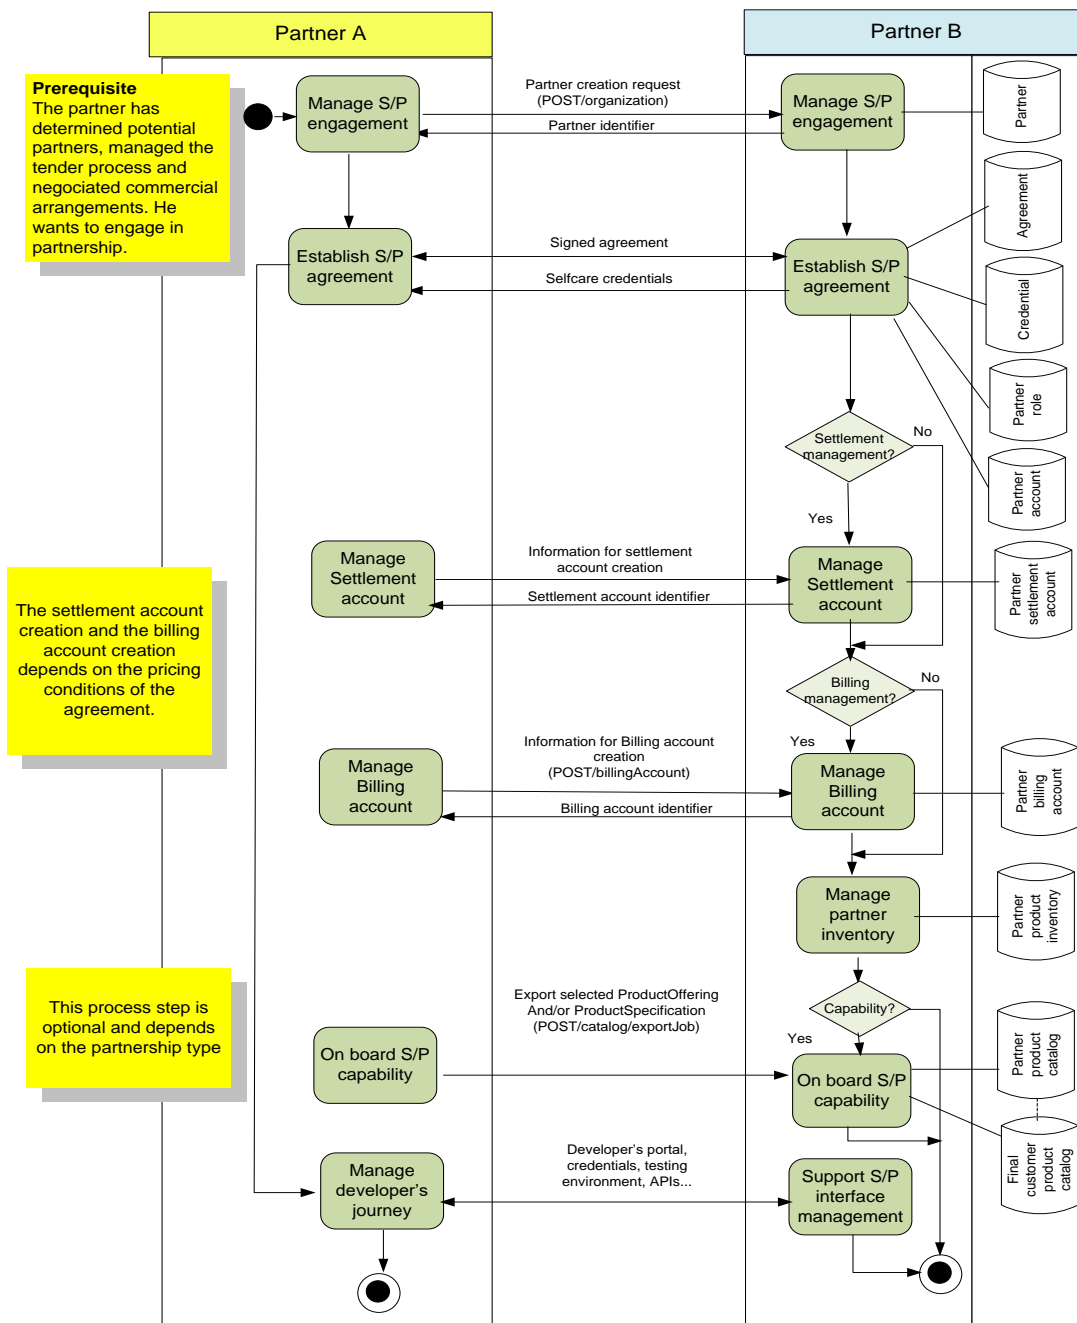 Partner A
Partner B
Prerequisite
The partner has
determined potential
partners, managed the
tender process and
negociated commercial
arrangements. He
wants to engage in
partnership.
Manage S/P
engagement
Partner creation request
(POST/organization)
Partner identifier
Manage S/P
engagement
Partner
Establish S/P
agreement
Signed agreement
Selfcare credentials
Establish S/P
agreement
Agreement
Credential
Partner
role
Partner
account
Settlement
management?
No
Yes
The settlement account
creation and the billing
account creation
depends on the pricing
conditions of the
agreement.
Manage
Settlement
account
Information for settlement
account creation
Settlement account identifier
Manage
Settlement
account
Partner
settlement
account
Billing
management?
No
Yes
Manage
Billing
account
Information for Billing account
creation
(POST/billingAccount)
Billing account identifier
Manage
Billing
account
Partner
billing
account
Manage
partner
inventory
Partner
product
inventory
This process step is
optional and depends
on the partnership type
Capability?
Yes
On board S/P
capability
Export selected ProductOffering
And/or ProductSpecification
(POST/catalog/exportJob)
On board S/P
capability
Partner
product
catalog
Final
customer
product
catalog
Manage
developer's
journey
Developer's portal,
credentials, testing
environment, APIs...
Support S/P
interface
management